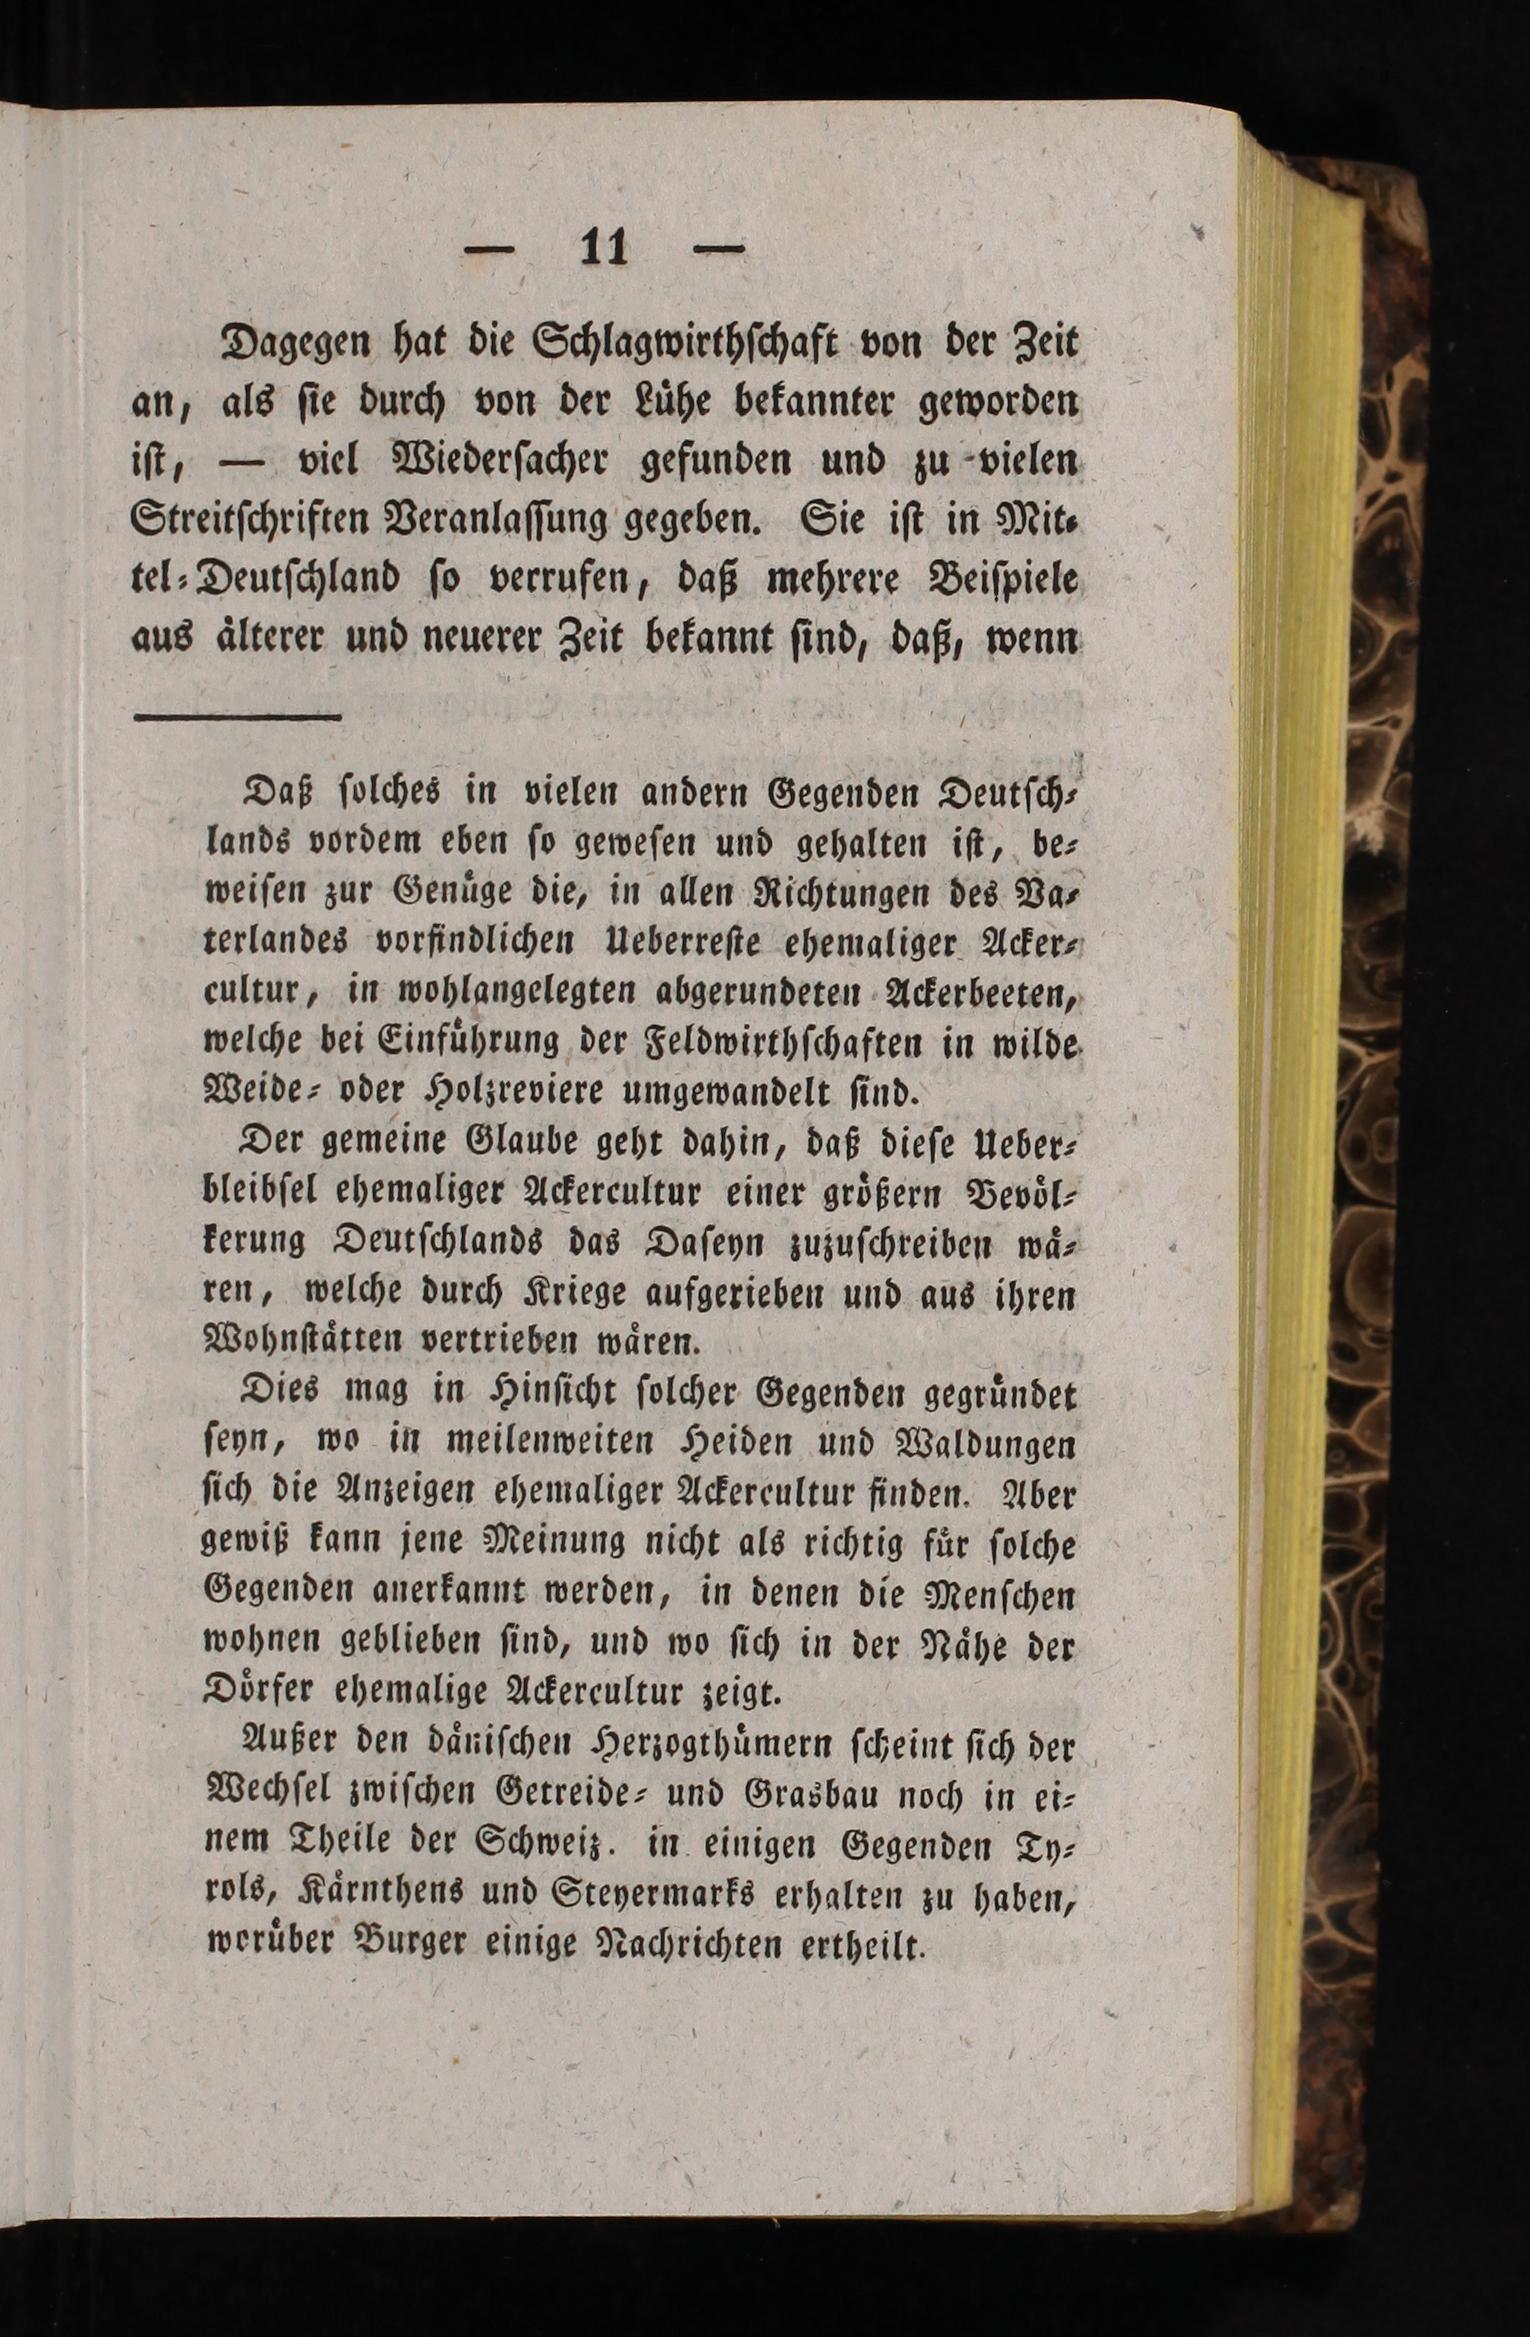 — 11 —
Dagegen hat die Schlagwirthſchaft von der Zeit
an, als ſie durch von der Lühe bekannter geworden
iſt, — viel Wiederſacher gefunden und zu vielen
Streitſchriften Veranlaſſung gegeben. Sie iſt in Mit⸗
tel⸗Deutſchland ſo verrufen, daß mehrere Beiſpiele
aus älterer und neuerer Zeit bekannt ſind, daß, wenn
Daß ſolches in vielen andern Gegenden Deutſch⸗
lands vordem eben ſo geweſen und gehalten iſt, be⸗
weiſen zur Genüge die, in allen Richtungen des Va⸗
terlandes vorfindlichen Ueberreſte ehemaliger Acker⸗
cultur, in wohlangelegten abgerundeten Ackerbeeten,
welche bei Einführung der Feldwirthſchaften in wilde
Weide⸗ oder Holzreviere umgewandelt ſind.
Der gemeine Glaube geht dahin, daß dieſe Ueber⸗
bleibſel ehemaliger Ackercultur einer größern Bevöl⸗
kerung Deutſchlands das Daſeyn zuzuſchreiben wä⸗
ren, welche durch Kriege aufgerieben und aus ihren
Wohnſtätten vertrieben wären.
Dies mag in Hinſicht ſolcher Gegenden gegründet
ſeyn, wo in meilenweiten Heiden und Waldungen
ſich die Anzeigen ehemaliger Ackercultur finden. Aber
gewiß kann jene Meinung nicht als richtig für ſolche
Gegenden anerkannt werden, in denen die Menſchen
wohnen geblieben ſind, und wo ſich in der Nähe der
Dörfer ehemalige Ackercultur zeigt.
Außer den däniſchen Herzogthümern ſcheint ſich der
Wechſel zwiſchen Getreide⸗ und Grasbau noch in ei⸗
nem Theile der Schweiz. in einigen Gegenden Ty⸗
rols, Kärnthens und Steyermarks erhalten zu haben,
worüber Burger einige Nachrichten ertheilt.